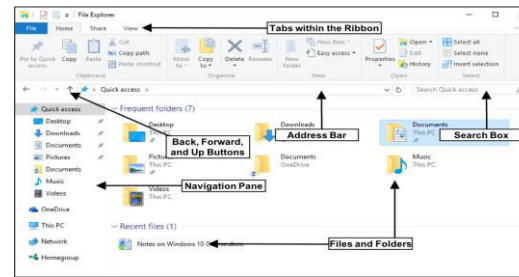 File Explorer
File Home Share View
Tabs within the Ribbon
Pin to Quick access
Copy
Paste
Cut
Copy path
Paste shortcut
Move to
Copy to
Delete
Rename
New folder
New item
Easy access
Properties
Open
Edit
History
Select all
Select none
Invert selection
Clipboard
Organize
New
Open
Select
Quick access
Search Quick access
Address Bar
Search Box
Back, Forward,
and Up Buttons
Navigation Pane
Files and Folders
Quick access
Desktop
Downloads
Documents
Pictures
Documents
Music
Videos
OneDrive
This PC
Network
Homegroup
Frequent folders (7)
Desktop
This PC
Downloads
Documents
This PC
This PC
Documents
OneDrive
Music
This PC
Videos
This PC
Recent files (1)
Notes on Windows 10